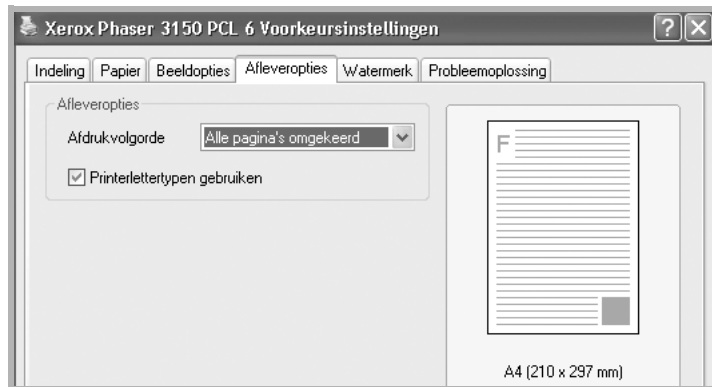 Xerox Phaser 3150 PCL 6 Voorkeursinstellingen
Indeling Papier Beeldopties Afleveropties Watermerk Probleemoplossing
Afleveropties
Afdrukvolgorde Alle pagina's omgekeerd
Printerlettertypen gebruiken
F
A4 (210 x 297 mm)